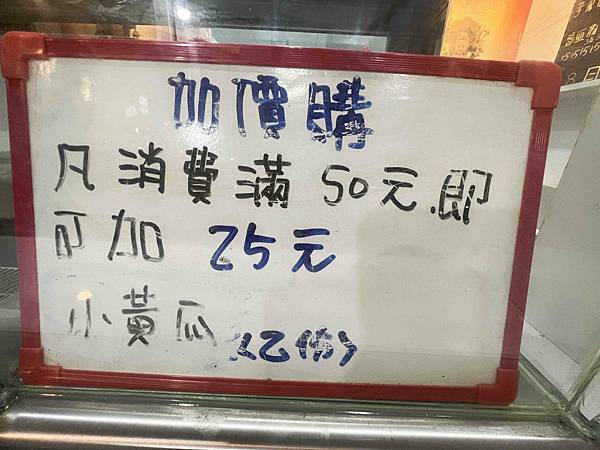 加價購
凡消費滿50元.即
可加 25元
小黃瓜 (乙份)